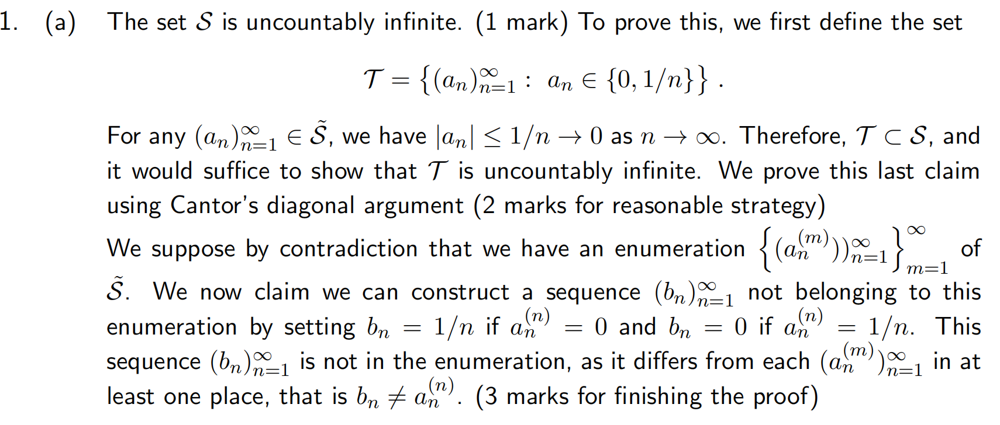 1. (a) The set $\mathcal{S}$ is uncountably infinite. (1 mark) To prove this, we first define the set
$\mathcal{T} = \left\{(a_n)_{n=1}^{\infty} : \ a_n \in \{0, 1/n\}\right\}.$
For any $(a_n)_{n=1}^{\infty} \in \tilde{\mathcal{S}}$, we have $|a_n| \leq 1/n \to 0$ as $n \to \infty$. Therefore, $\mathcal{T} \subset \mathcal{S}$, and
it would suffice to show that $\mathcal{T}$ is uncountably infinite. We prove this last claim
using Cantor's diagonal argument (2 marks for reasonable strategy)
We suppose by contradiction that we have an enumeration $\left\{(a_n^{(m)}))_{n=1}^{\infty}\right\}_{m=1}^{\infty}$ of
$\tilde{\mathcal{S}}$. We now claim we can construct a sequence $(b_n)_{n=1}^{\infty}$ not belonging to this
enumeration by setting $b_n = 1/n$ if $a_n^{(n)} = 0$ and $b_n = 0$ if $a_n^{(n)} = 1/n$. This
sequence $(b_n)_{n=1}^{\infty}$ is not in the enumeration, as it differs from each $(a_n^{(m)})_{n=1}^{\infty}$ in at
least one place, that is $b_n \neq a_n^{(n)}$. (3 marks for finishing the proof)